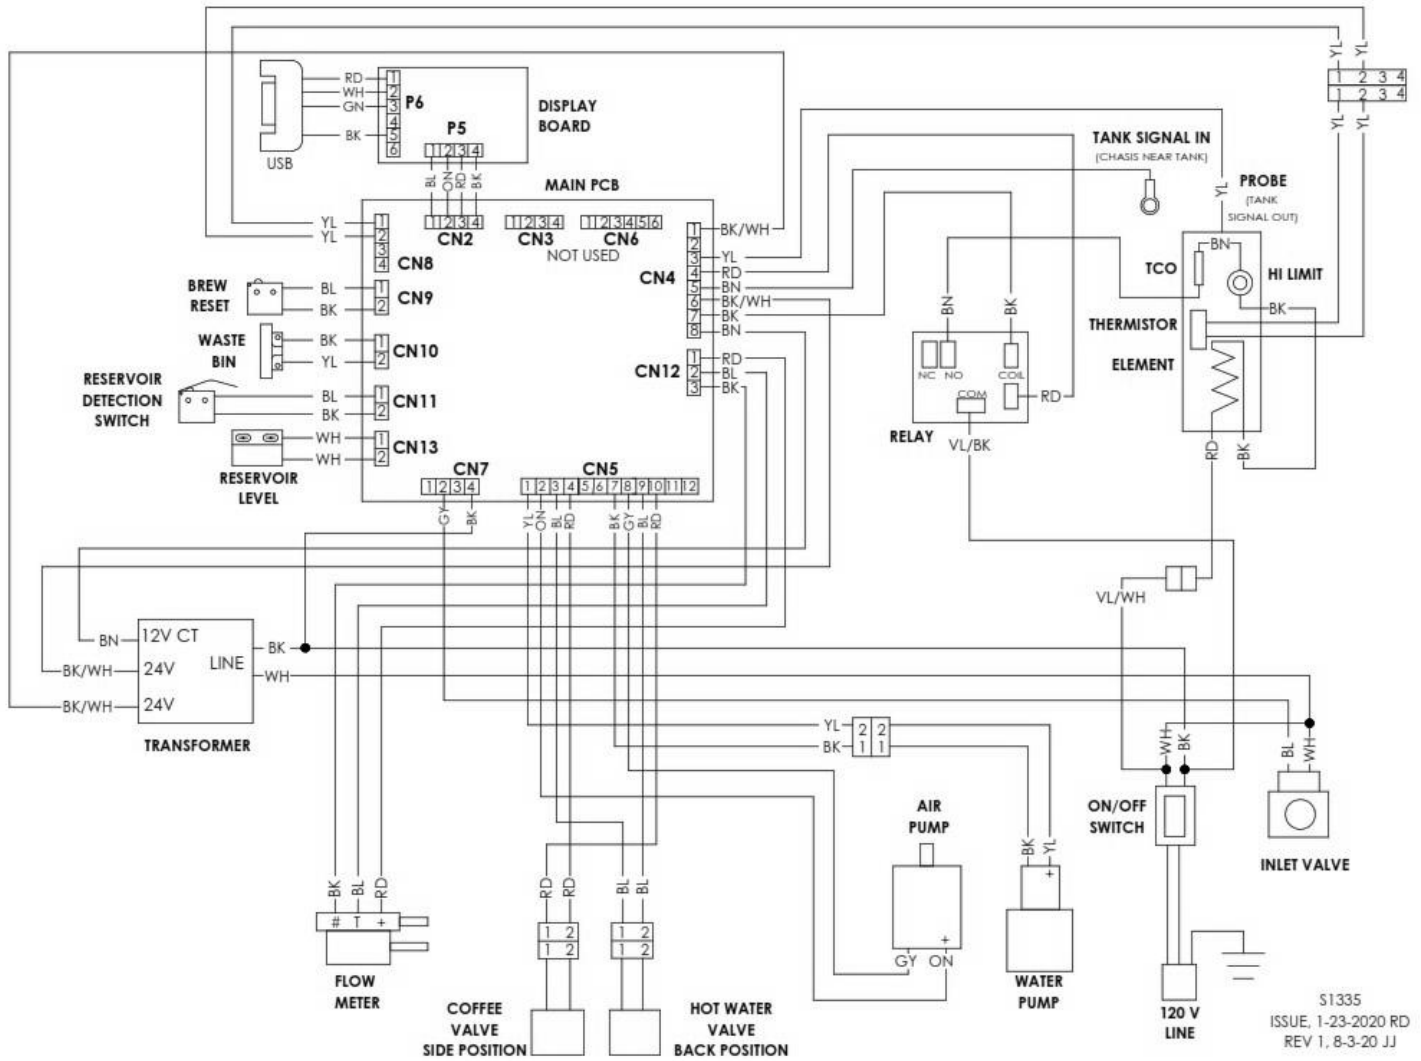 YL
YL
1 2 3 4
1 2 3 4
YL
YL
USB
RD
WH
GN
BK
1
2
3
4
5
6
P6
P5
1 2 3 4
DISPLAY
BOARD
BL
ON
RD
BK
MAIN PCB
1 2 3 4
CN2
1 2 3 4
CN3
1 2 3 4 5 6
CN6
NOT USED
YL
YL
1
2
3
4
CN8
BREW
RESET
BL
BK
1
2
CN9
WASTE
BIN
BK
YL
1
2
CN10
RESERVOIR
DETECTION
SWITCH
BL
BK
1
2
CN11
WH
WH
1
2
CN13
RESERVOIR
LEVEL
CN4
1 BK/WH
2
3 YL
4 RD
5 BN
6 BK/WH
7 BK
8 BN
CN12
1 RD
2 BL
3 BK
CN7
1 2 3 4
GY
BK
CN5
1 2 3 4 5 6 7 8 9 10 11 12
YL
ON
BL
RD
BK
GY
BL
RD
TANK SIGNAL IN
(CHASIS NEAR TANK)
YL
PROBE
(TANK
SIGNAL OUT)
BN
TCO
HI LIMIT
BK
THERMISTOR
ELEMENT
RD
BK
BN
BK
NC NO
COIL
COM
RD
RELAY
VL/BK
VL/WH
BN
12V CT
BK/WH
24V
BK/WH
24V
LINE
BK
WH
TRANSFORMER
YL 2 2
BK 1 1
BK
BL
RD
# T +
FLOW
METER
RD
RD
1 2
1 2
COFFEE
VALVE
SIDE POSITION
BL
BL
1 2
1 2
HOT WATER
VALVE
BACK POSITION
AIR
PUMP
+
GY ON
BK
YL
+
WATER
PUMP
WH
BK
ON/OFF
SWITCH
120 V
LINE
BL
WH
INLET VALVE
S1335
ISSUE, 1-23-2020 RD
REV 1, 8-3-20 JJ